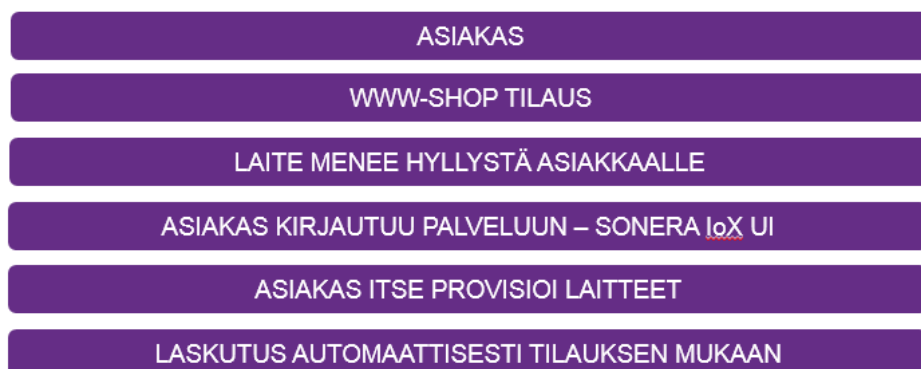 ASIAKAS
WWW-SHOP TILAUS
LAITE MENEE HYLLYSTÄ ASIAKKAALLE
ASIAKAS KIRJAUTUU PALVELUUN – SONERA IoX UI
ASIAKAS ITSE PROVISIOI LAITTEET
LASKUTUS AUTOMAATTISESTI TILAUKSEN MUKAAN